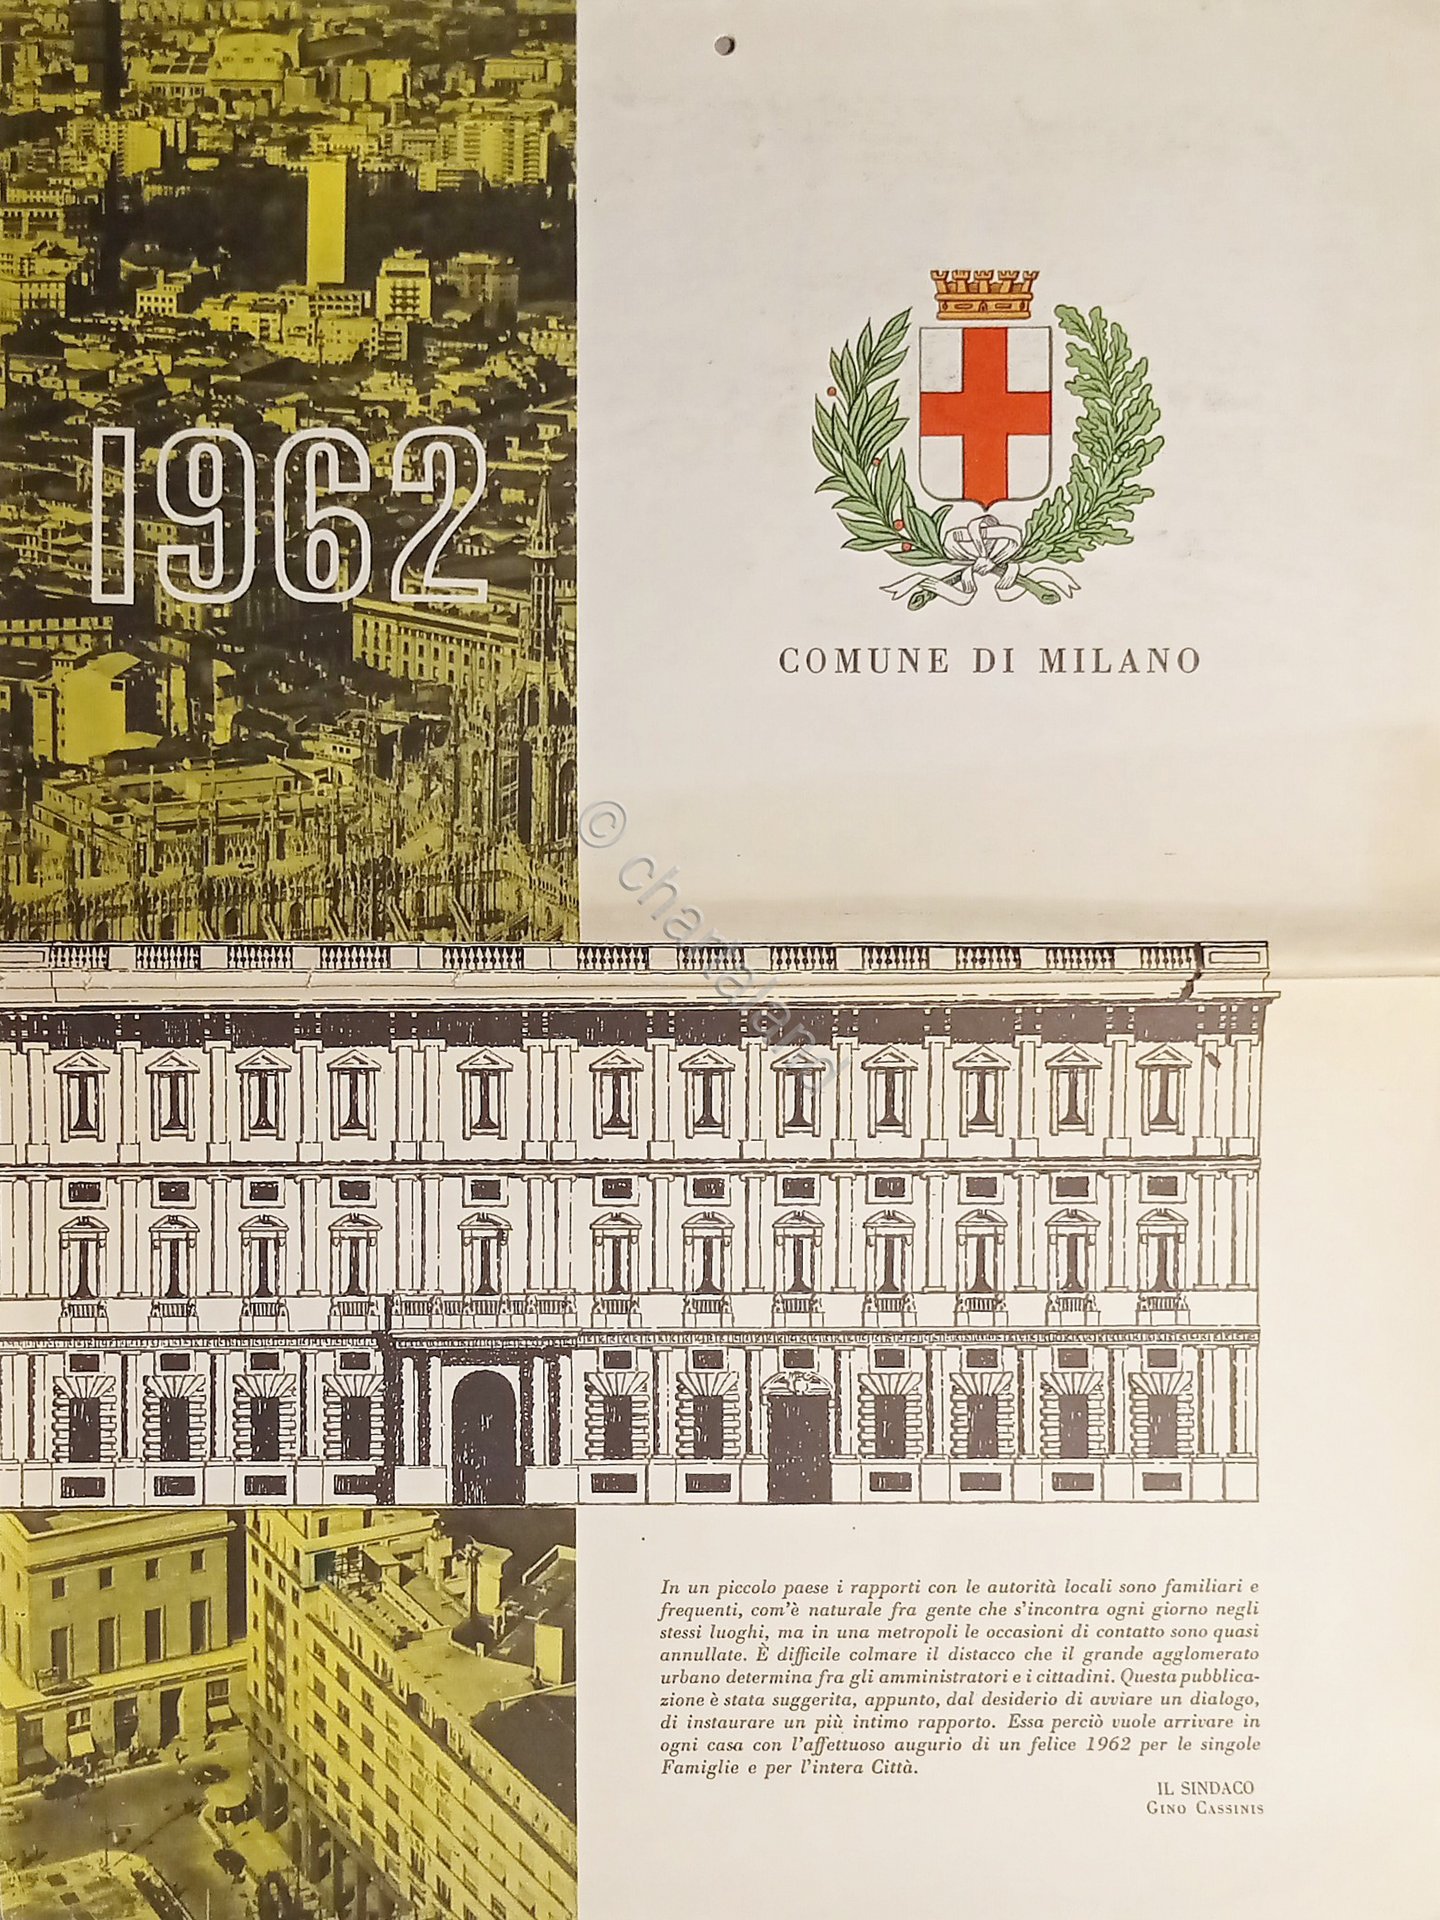 1962
COMUNE DI MILANO
© chartaland
In un piccolo paese i rapporti con le autorità locali sono familiari e
frequenti, com'è naturale fra gente che s'incontra ogni giorno negli
stessi luoghi, ma in una metropoli le occasioni di contatto sono quasi
annullate. È difficile colmare il distacco che il grande agglomerato
urbano determina fra gli amministratori e i cittadini. Questa pubblica-
zione è stata suggerita, appunto, dal desiderio di avviare un dialogo,
di instaurare un più intimo rapporto. Essa perciò vuole arrivare in
ogni casa con l'affettuoso augurio di un felice 1962 per le singole
Famiglie e per l'intera Città.
IL SINDACO
GINO CASSINIS